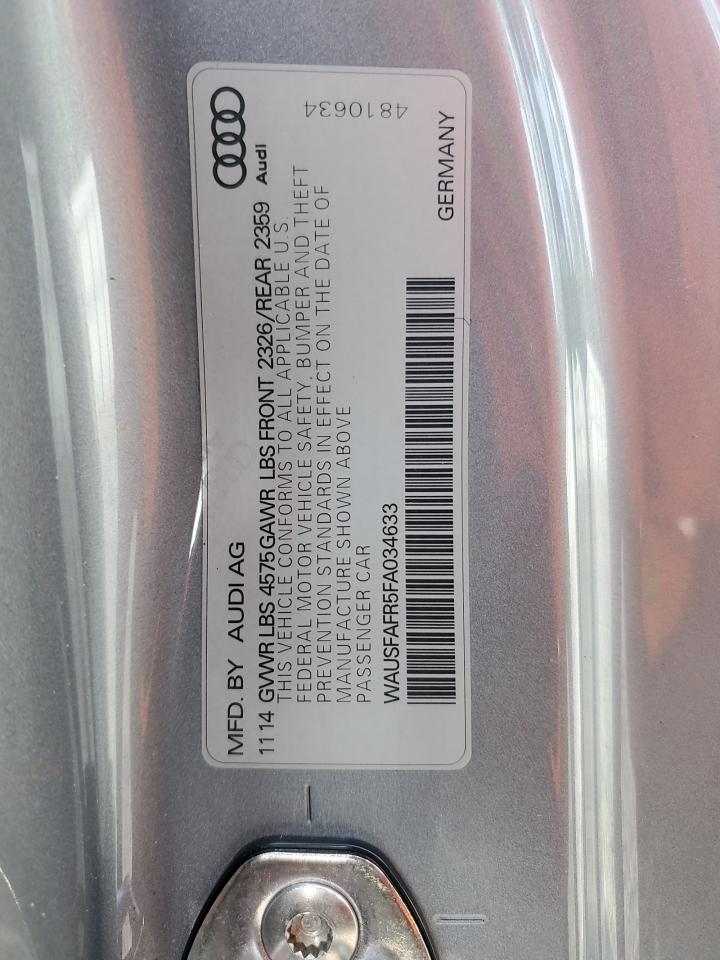 MFD. BY AUDI AG
Audi
1114 GVWR LBS 4575 GAWR LBS FRONT 2326/REAR 2359
THIS VEHICLE CONFORMS TO ALL APPLICABLE U.S.
FEDERAL MOTOR VEHICLE SAFETY, BUMPER AND THEFT
PREVENTION STANDARDS IN EFFECT ON THE DATE OF
MANUFACTURE SHOWN ABOVE
PASSENGER CAR
4810634
WAUSFAFR5FA034633
GERMANY